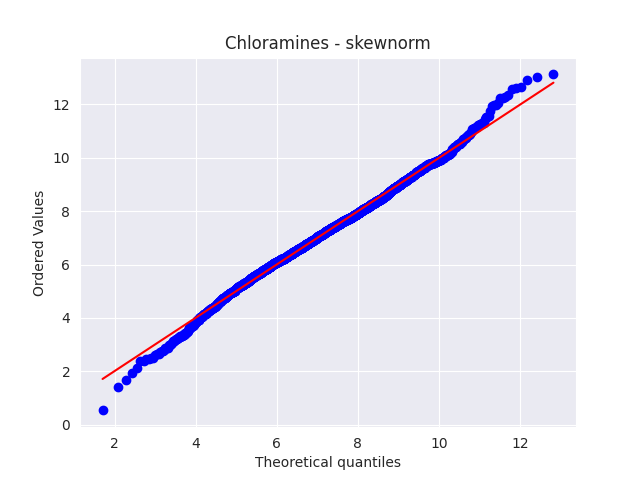 Chloramines - skewnorm
12
10
8
6
4
2
0
Ordered Values
2 4 6 8 10 12
Theoretical quantiles